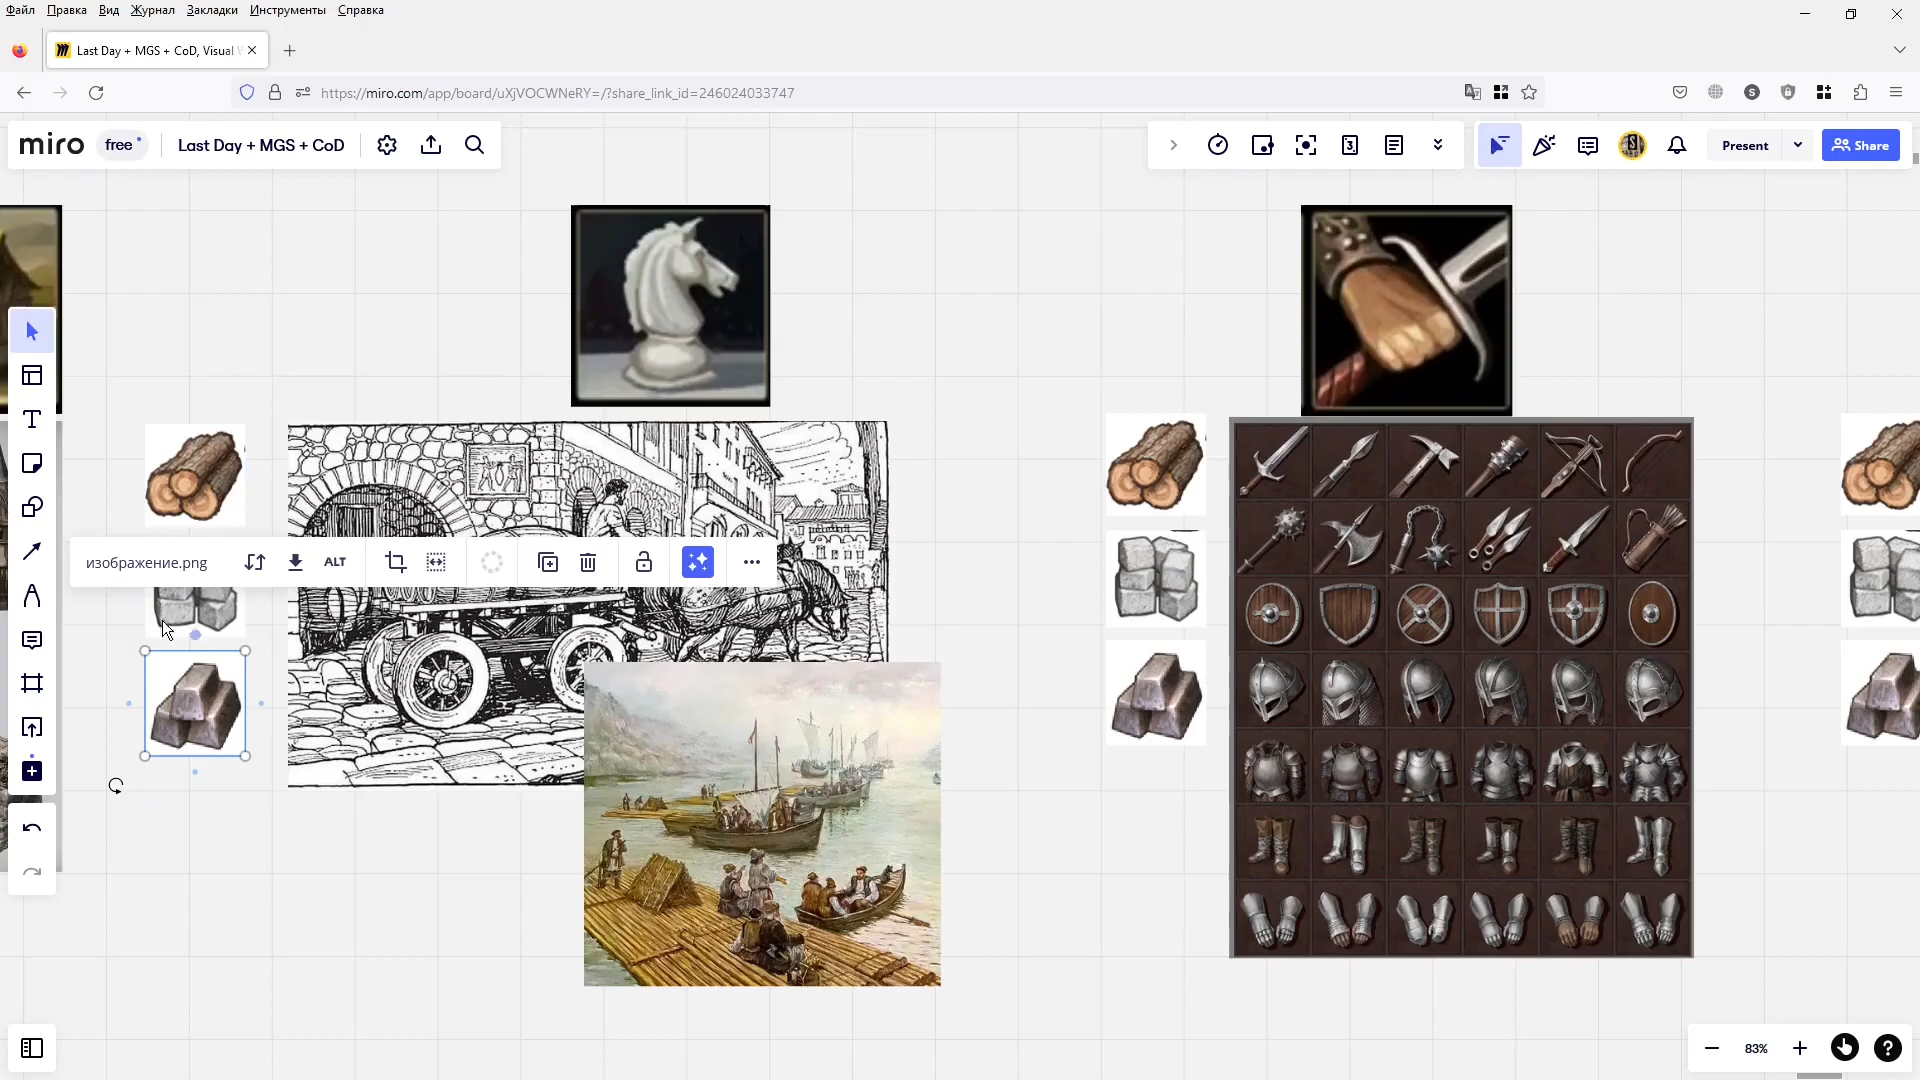 Файл Правка Вид Журнал Закладки Инструменты Справка
Last Day + MGS + CoD, Visual
https://miro.com/app/board/uXjVOCWNeRY=/?share_link_id=246024033747
miro free Last Day + MGS + CoD
3
Present Share
изображение.png ALT
83%